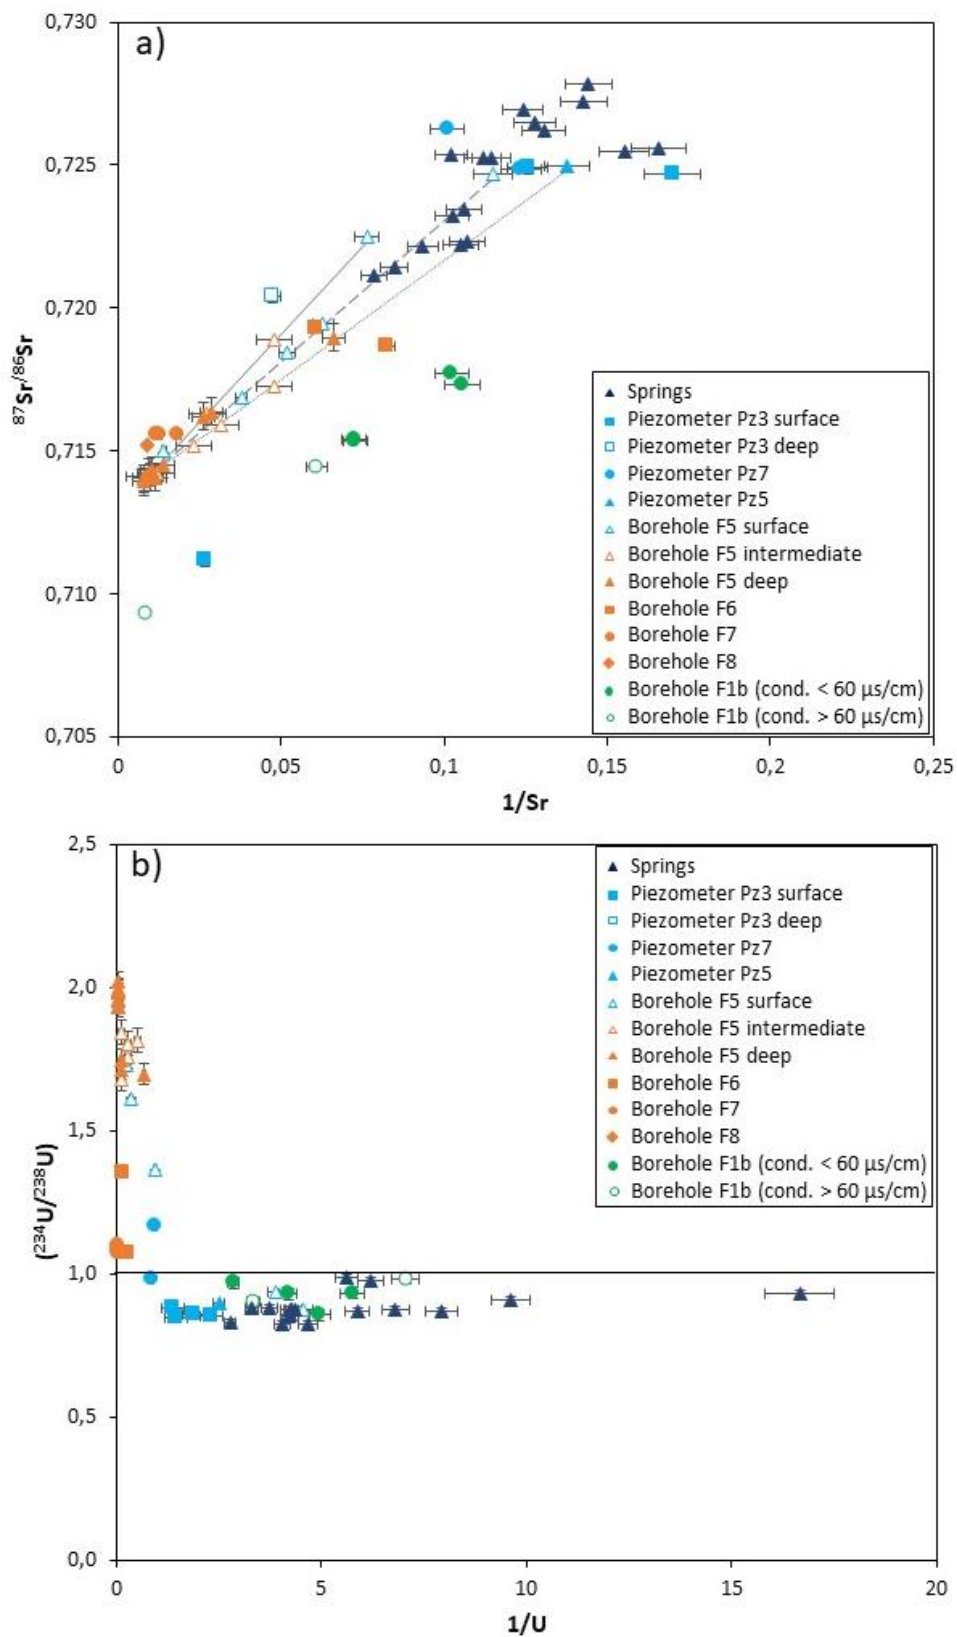 a)
0,730
0,725
0,720
0,715
0,710
0,705
87Sr/86Sr
Springs
Piezometer Pz3 surface
Piezometer Pz3 deep
Piezometer Pz7
Piezometer Pz5
Borehole F5 surface
Borehole F5 intermediate
Borehole F5 deep
Borehole F6
Borehole F7
Borehole F8
Borehole F1b (cond. < 60 µs/cm)
Borehole F1b (cond. > 60 µs/cm)
0 0,05 0,1 0,15 0,2 0,25
1/Sr
b)
2,5
2,0
1,5
1,0
0,5
0,0
(234U/238U)
Springs
Piezometer Pz3 surface
Piezometer Pz3 deep
Piezometer Pz7
Piezometer Pz5
Borehole F5 surface
Borehole F5 intermediate
Borehole F5 deep
Borehole F6
Borehole F7
Borehole F8
Borehole F1b (cond. < 60 µs/cm)
Borehole F1b (cond. > 60 µs/cm)
0 5 10 15 20
1/U